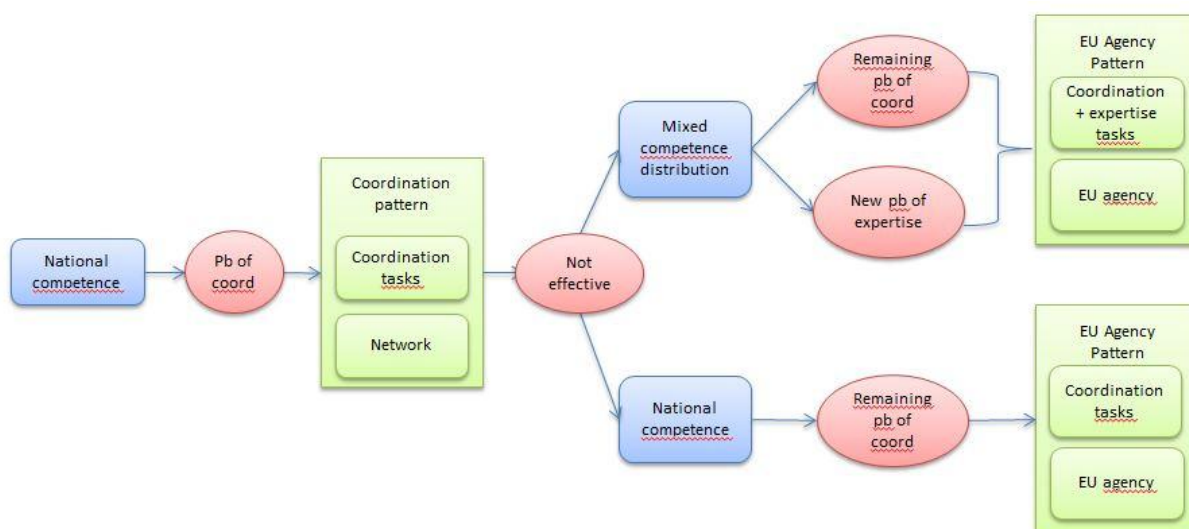 National
competence
Pb of
coord
Coordination
pattern
Coordination
tasks
Network
Not
effective
Mixed
competence
distribution
Remaining
pb of
coord
New pb of
expertise
EU Agency
Pattern
Coordination
+ expertise
tasks
EU agency
National
competence
Remaining
pb of
coord
EU Agency
Pattern
Coordination
tasks
EU agency